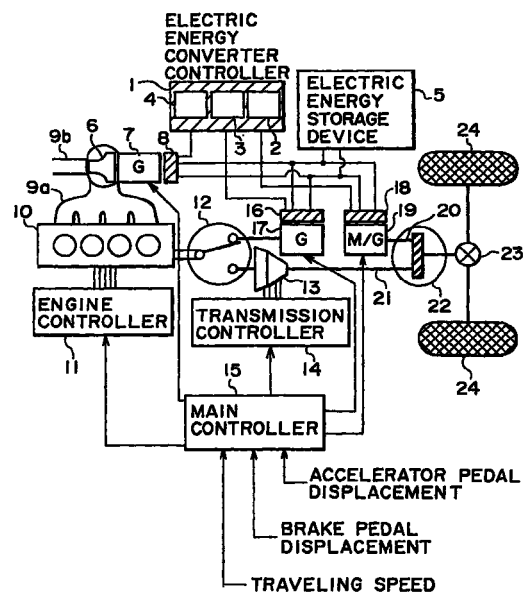 ELECTRIC
ENERGY
CONVERTER
CONTROLLER
1
4
3
2
ELECTRIC
ENERGY
STORAGE
DEVICE
5
6
7
8
9b
G
9a
10
12
16
17
G
18
19
M/G
20
24
23
22
21
13
24
ENGINE
CONTROLLER
11
TRANSMISSION
CONTROLLER
14
15
MAIN
CONTROLLER
ACCELERATOR PEDAL
DISPLACEMENT
BRAKE PEDAL
DISPLACEMENT
TRAVELING SPEED